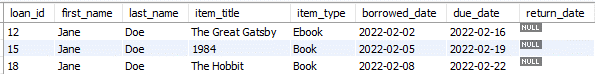 loan_id first_name last_name item_title item_type borrowed_date due_date return_date
12 Jane Doe The Great Gatsby Ebook 2022-02-02 2022-02-16 NULL
15 Jane Doe 1984 Book 2022-02-05 2022-02-19 NULL
18 Jane Doe The Hobbit Book 2022-02-08 2022-02-22 NULL